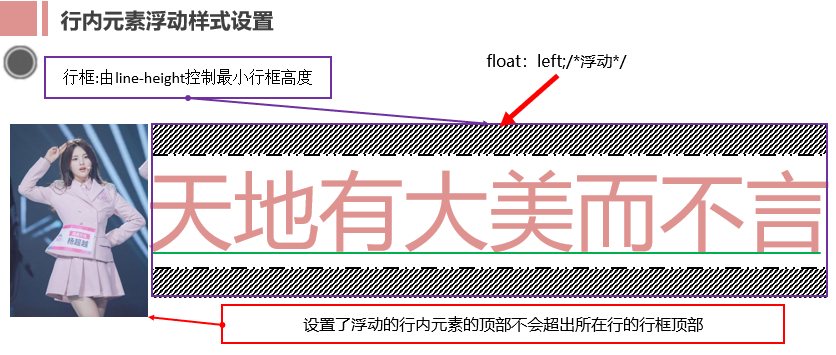 行内元素浮动样式设置
行框:由line-height控制最小行框高度
float：left;/*浮动*/
天地有大美而不言
杨超越
设置了浮动的行内元素的顶部不会超出所在行的行框顶部